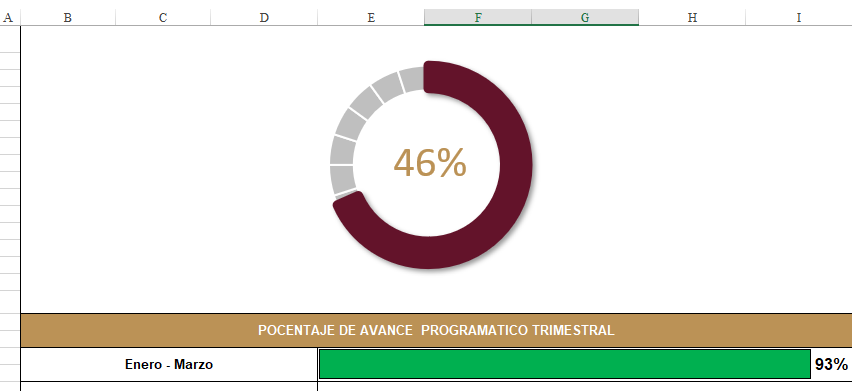 A B C D E F G H I
46%
POCENTAJE DE AVANCE PROGRAMATICO TRIMESTRAL
Enero - Marzo 93%